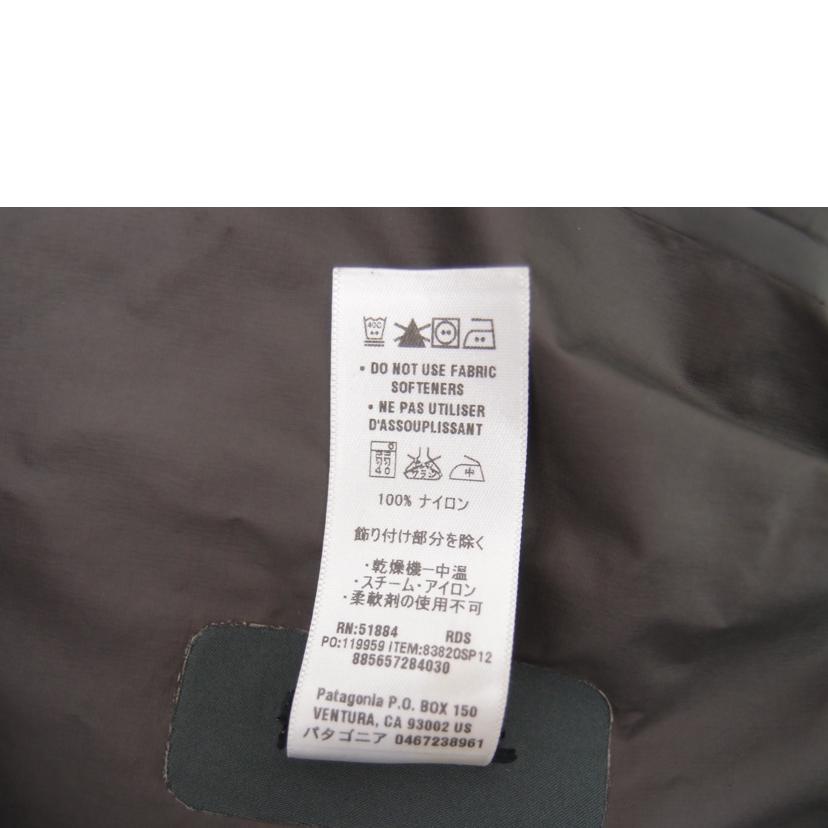 40C
• DO NOT USE FABRIC
SOFTENERS
• NE PAS UTILISER
D'ASSOUPLISSANT
40
中
100% ナイロン
飾り付け部分を除く
・乾燥機ー中温
・スチーム・アイロン
・柔軟剤の使用不可
RN:51884 RDS
PO:119959 ITEM:83820SP12
885657284030
Patagonia P.O. BOX 150
VENTURA, CA 93002 US
パタゴニア 0467238961